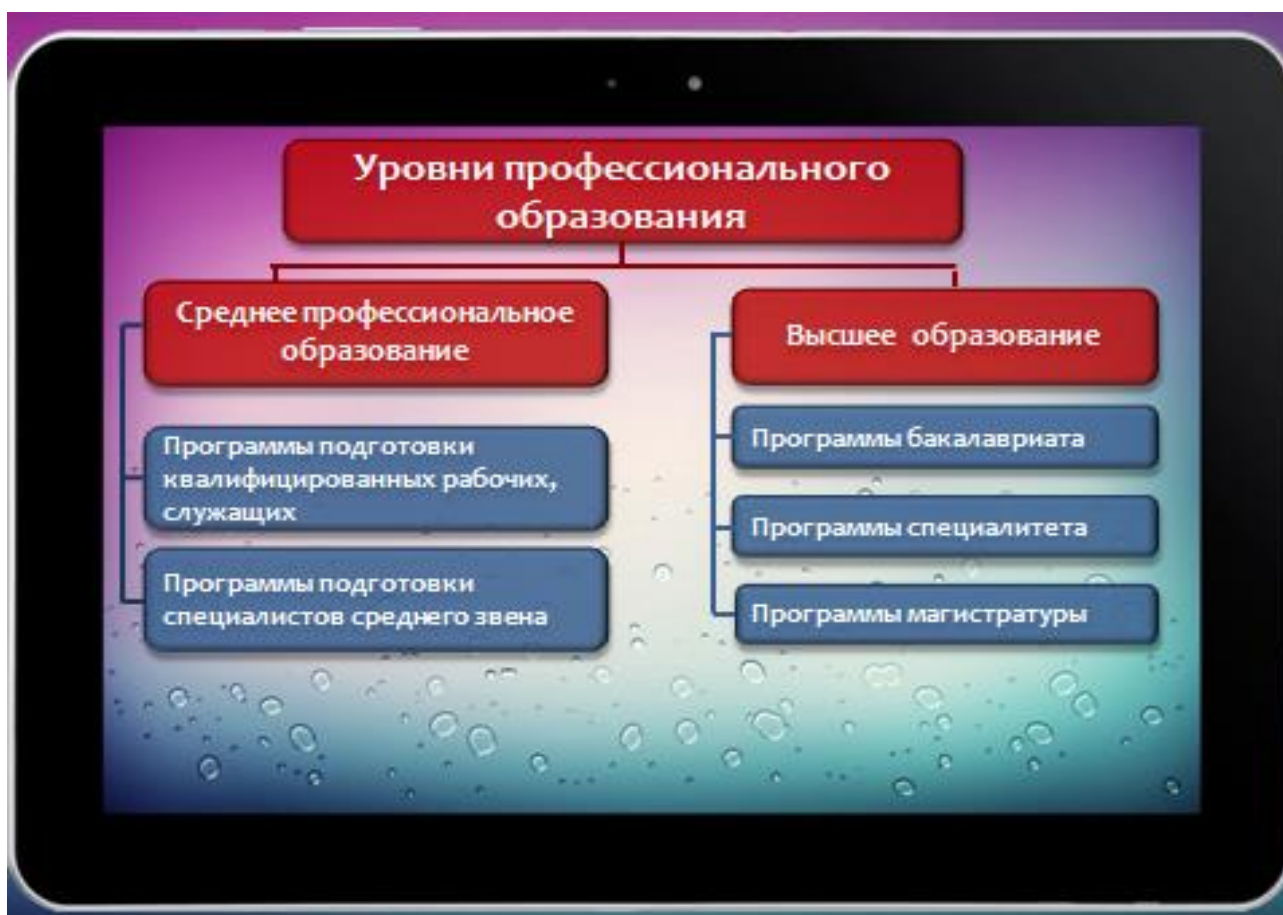 Уровни профессионального
образования
Среднее профессиональное
образование
Программы подготовки
квалифицированных рабочих,
служащих
Программы подготовки
специалистов среднего звена
Высшее образование
Программы бакалавриата
Программы специалитета
Программы магистратуры